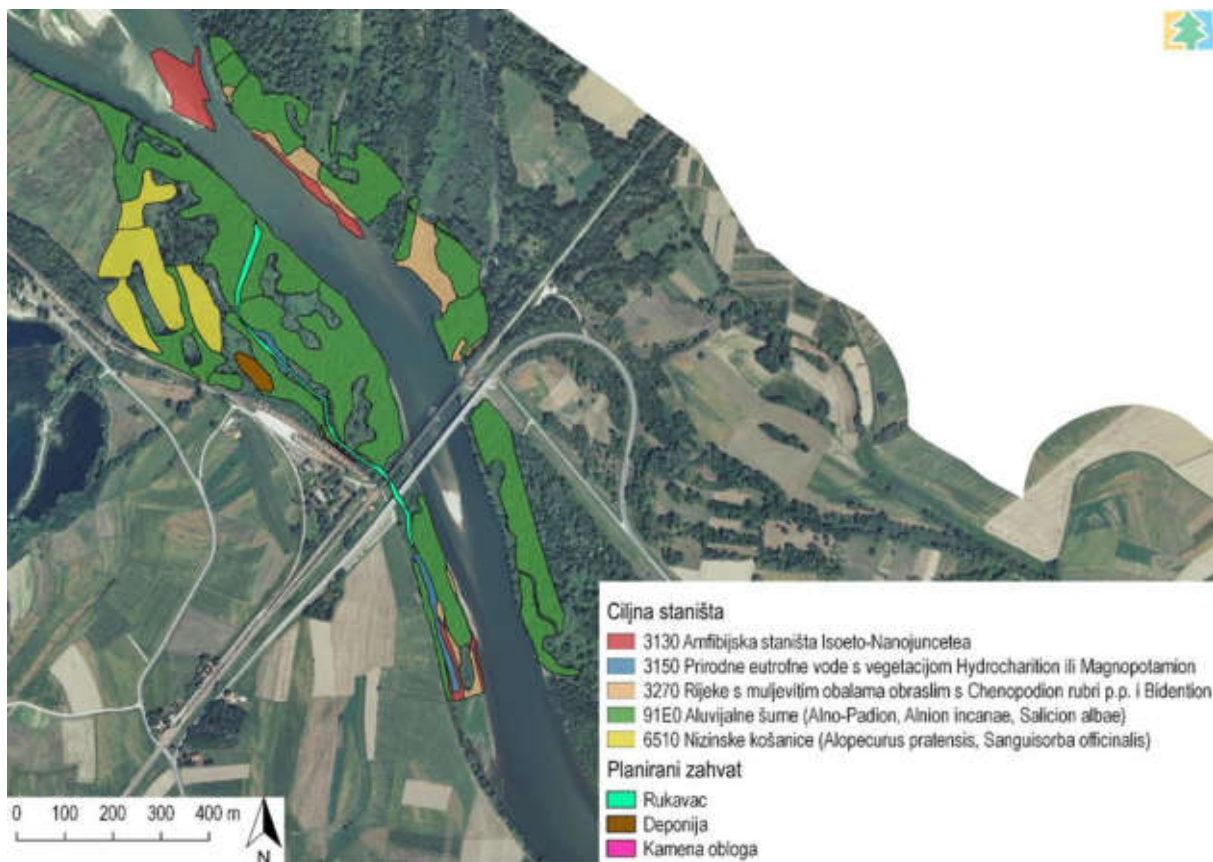 Ciljna staništa
3130 Amfibijska staništa Isoeto-Nanojuncetea
3150 Prirodne eutrofne vode s vegetacijom Hydrocharition ili Magnopotamion
3270 Rijeke s muljevitim obalama obraslim s Chenopodion rubri p.p. i Bidention
91E0 Aluvijalne šume (Alno-Padion, Alnion incanae, Salicion albae)
6510 Nizinske košanice (Alopecurus pratensis, Sanguisorba officinalis)
Planirani zahvat
Rukavac
Deponija
Kamena obloga
0 100 200 300 400 m
N